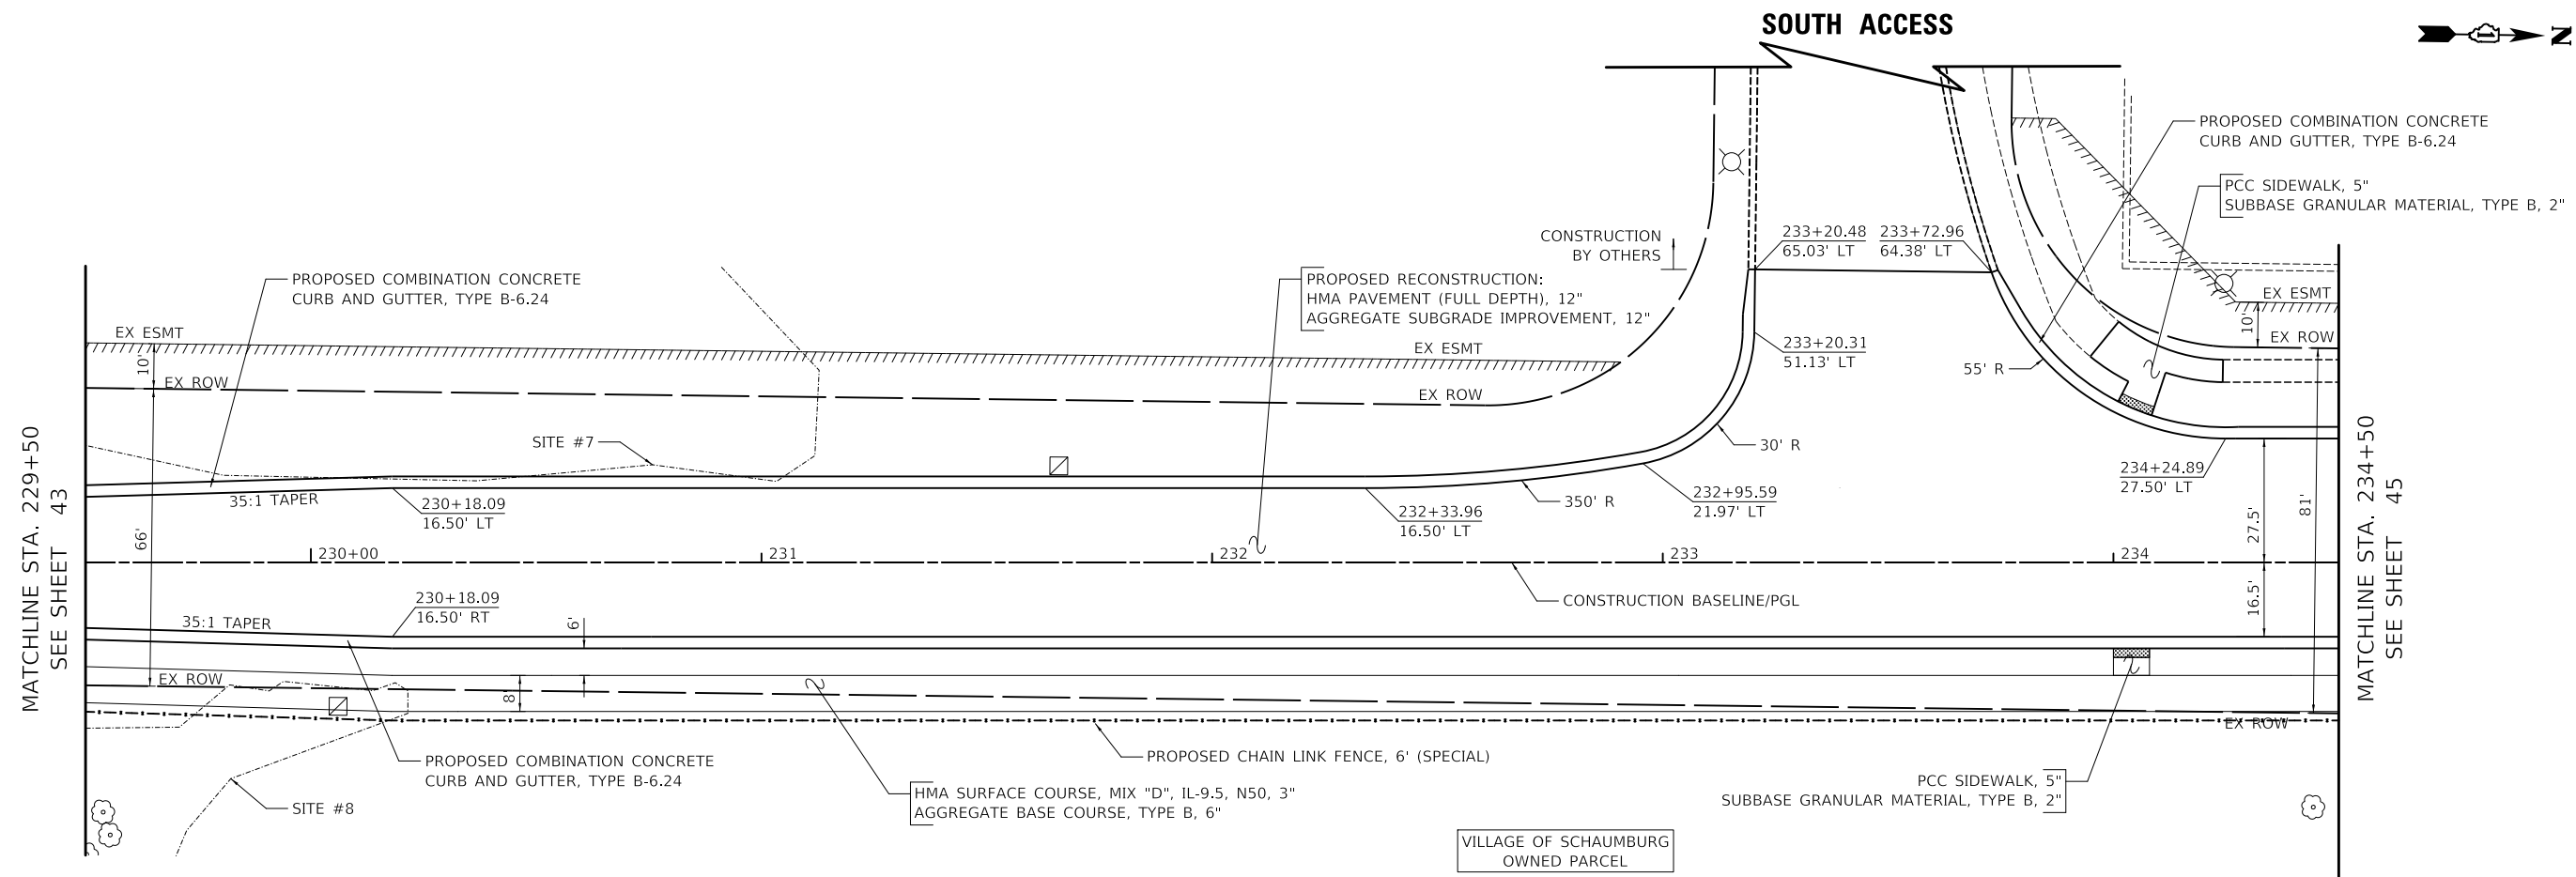 SOUTH ACCESS
N
PROPOSED COMBINATION CONCRETE
CURB AND GUTTER, TYPE B-6.24
PCC SIDEWALK, 5"
SUBBASE GRANULAR MATERIAL, TYPE B, 2"
CONSTRUCTION
BY OTHERS
233+20.48
65.03' LT
233+72.96
64.38' LT
PROPOSED COMBINATION CONCRETE
CURB AND GUTTER, TYPE B-6.24
PROPOSED RECONSTRUCTION:
HMA PAVEMENT (FULL DEPTH), 12"
AGGREGATE SUBGRADE IMPROVEMENT, 12"
EX ESMT
EX ESMT
EX ESMT
10'
10'
EX ROW
EX ROW
EX ROW
233+20.31
51.13' LT
55' R
SITE #7
30' R
35:1 TAPER
230+18.09
16.50' LT
350' R
232+33.96
16.50' LT
232+95.59
21.97' LT
234+24.89
27.50' LT
MATCHLINE STA. 229+50
SEE SHEET 43
MATCHLINE STA. 234+50
SEE SHEET 45
66'
81'
27.5'
16.5'
230+00
231
232
233
234
CONSTRUCTION BASELINE/PGL
230+18.09
16.50' RT
35:1 TAPER
6'
8'
EX ROW
EX ROW
PROPOSED CHAIN LINK FENCE, 6' (SPECIAL)
PROPOSED COMBINATION CONCRETE
CURB AND GUTTER, TYPE B-6.24
SITE #8
HMA SURFACE COURSE, MIX "D", IL-9.5, N50, 3"
AGGREGATE BASE COURSE, TYPE B, 6"
PCC SIDEWALK, 5"
SUBBASE GRANULAR MATERIAL, TYPE B, 2"
VILLAGE OF SCHAUMBURG
OWNED PARCEL